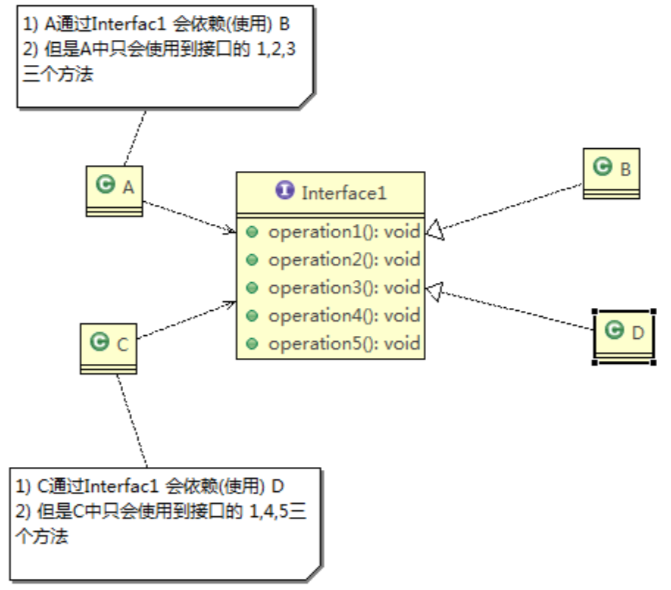 1) A通过Interfac1 会依赖(使用) B
2) 但是A中只会使用到接口的 1,2,3
三个方法
C A
I Interface1
operation1(): void
operation2(): void
operation3(): void
operation4(): void
operation5(): void
C B
C C
C D
1) C通过Interfac1 会依赖(使用) D
2) 但是C中只会使用到接口的 1,4,5三
个方法